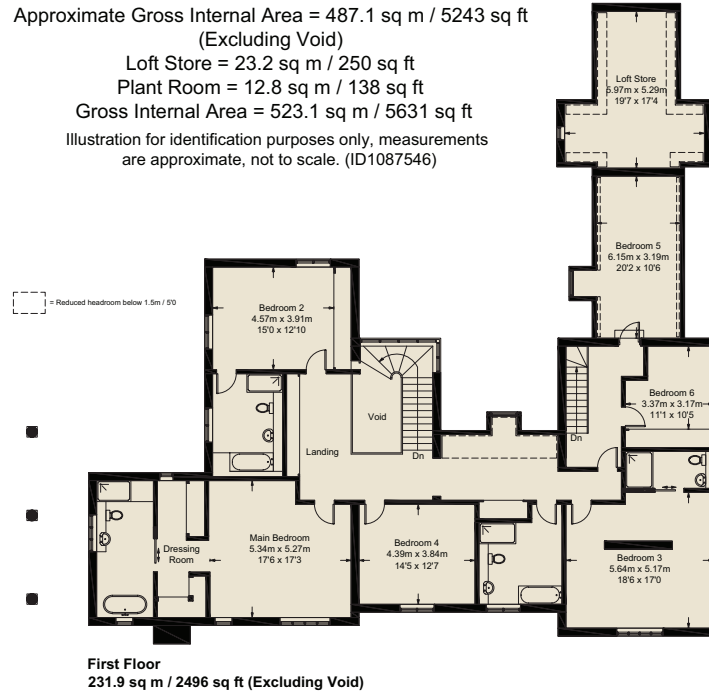 Approximate Gross Internal Area = 487.1 sq m / 5243 sq ft
(Excluding Void)
Loft Store = 23.2 sq m / 250 sq ft
Plant Room = 12.8 sq m / 138 sq ft
Gross Internal Area = 523.1 sq m / 5631 sq ft
Illustration for identification purposes only, measurements
are approximate, not to scale. (ID1087546)
Loft Store
5.97m x 5.29m
19'7 x 17'4
Bedroom 5
6.15m x 3.19m
20'2 x 10'6
= Reduced headroom below 1.5m / 5'0
Bedroom 2
4.57m x 3.91m
15'0 x 12'10
Void
Landing
Dn
Dn
Bedroom 6
3.37m x 3.17m
11'1 x 10'5
Dressing
Room
Main Bedroom
5.34m x 5.27m
17'6 x 17'3
Bedroom 4
4.39m x 3.84m
14'5 x 12'7
Bedroom 3
5.64m x 5.17m
18'6 x 17'0
First Floor
231.9 sq m / 2496 sq ft (Excluding Void)